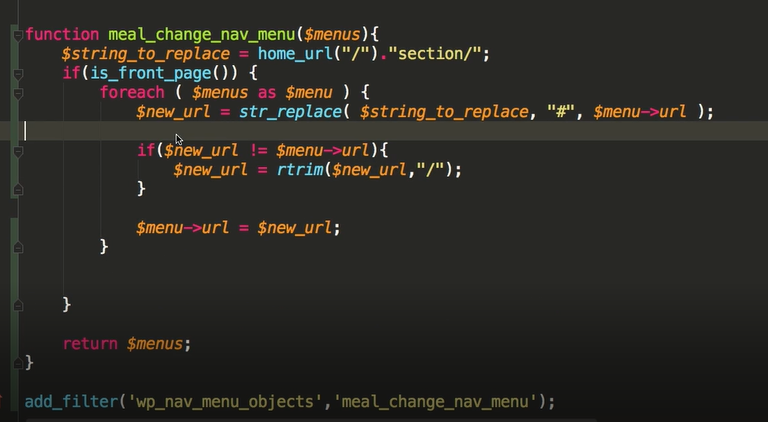 function meal_change_nav_menu($menus){
    $string_to_replace = home_url("/")."section/";
    if(is_front_page()) {
        foreach ( $menus as $menu ) {
            $new_url = str_replace( $string_to_replace, "#", $menu->url );
            if($new_url != $menu->url){
                $new_url = rtrim($new_url,"/");
            }
            $menu->url = $new_url;
        }
    }
    return $menus;
}
add_filter('wp_nav_menu_objects','meal_change_nav_menu');